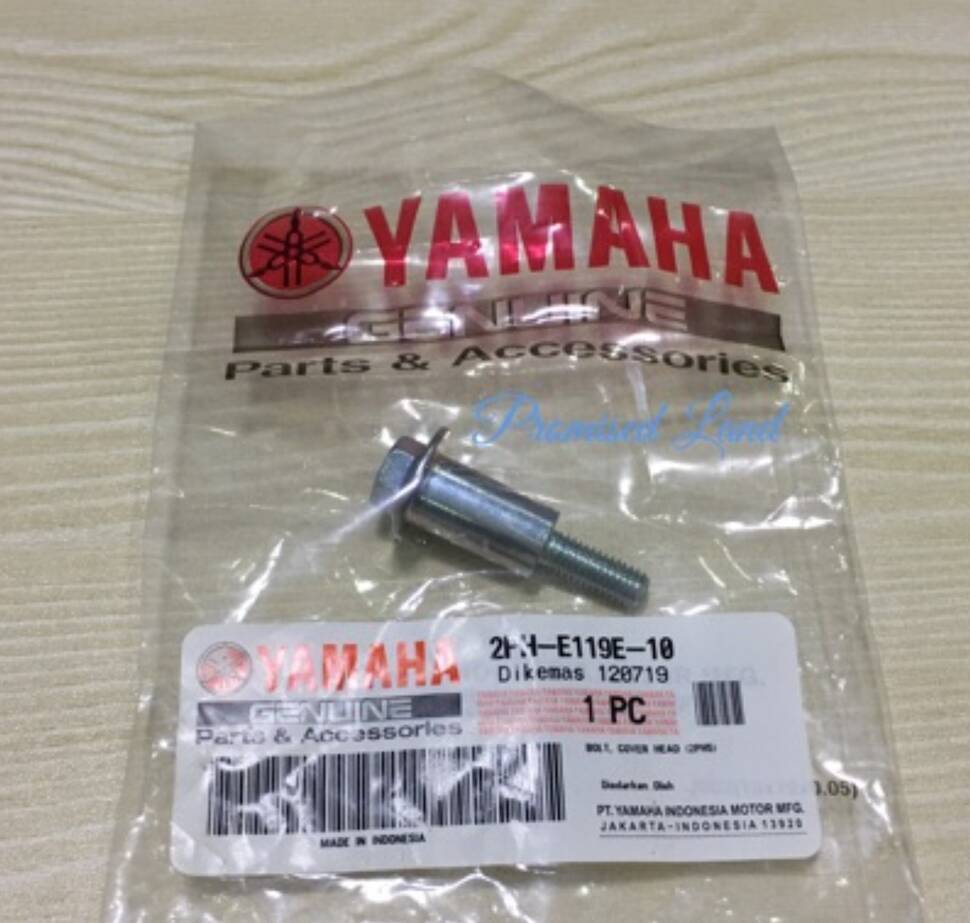 YAMAHA
GENUINE
Parts & Accessories
Promised Land
YAMAHA
GENUINE
Parts & Accessories
2PH-E119E-10
Dikemas 120719
1 PC
BOLT, COVER HEAD (2PH5)
Diedarkan Oleh
PT.YAMAHA INDONESIA MOTOR MFG.
JAKARTA-INDONESIA 13920
MADE IN INDONESIA